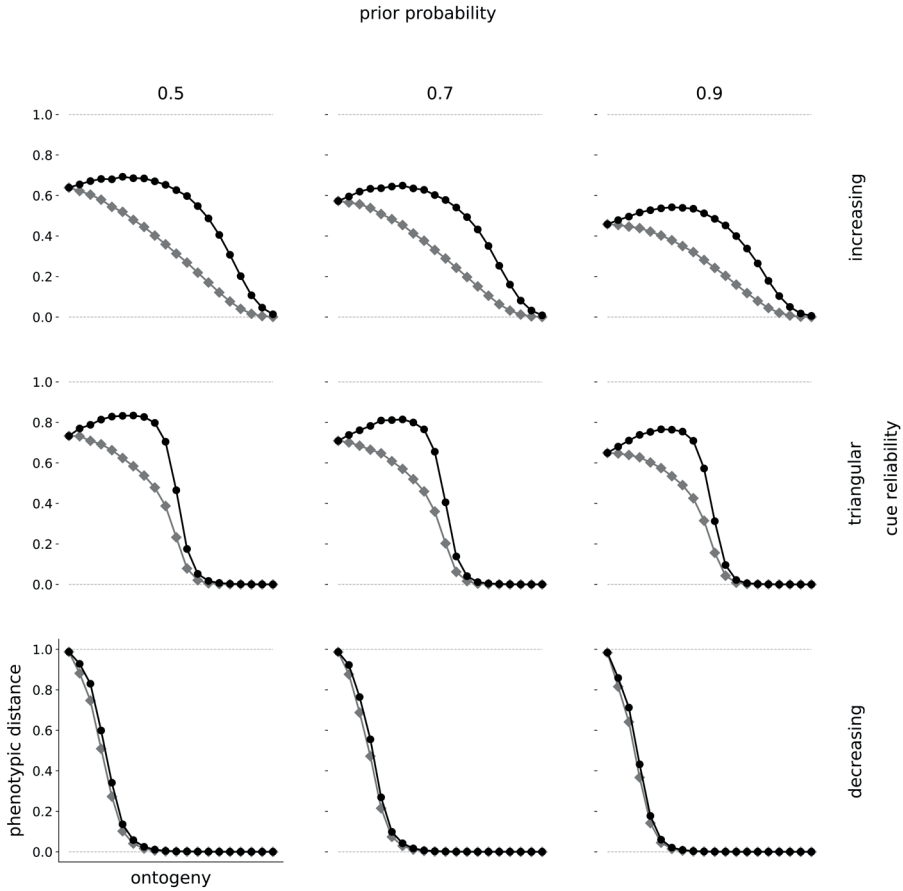 prior probability
0.5 0.7 0.9
1.0
0.8
0.6
0.4
0.2
0.0
increasing
1.0
0.8
0.6
0.4
0.2
0.0
triangular
cue reliability
1.0
0.8
0.6
0.4
0.2
0.0
phenotypic distance
decreasing
ontogeny